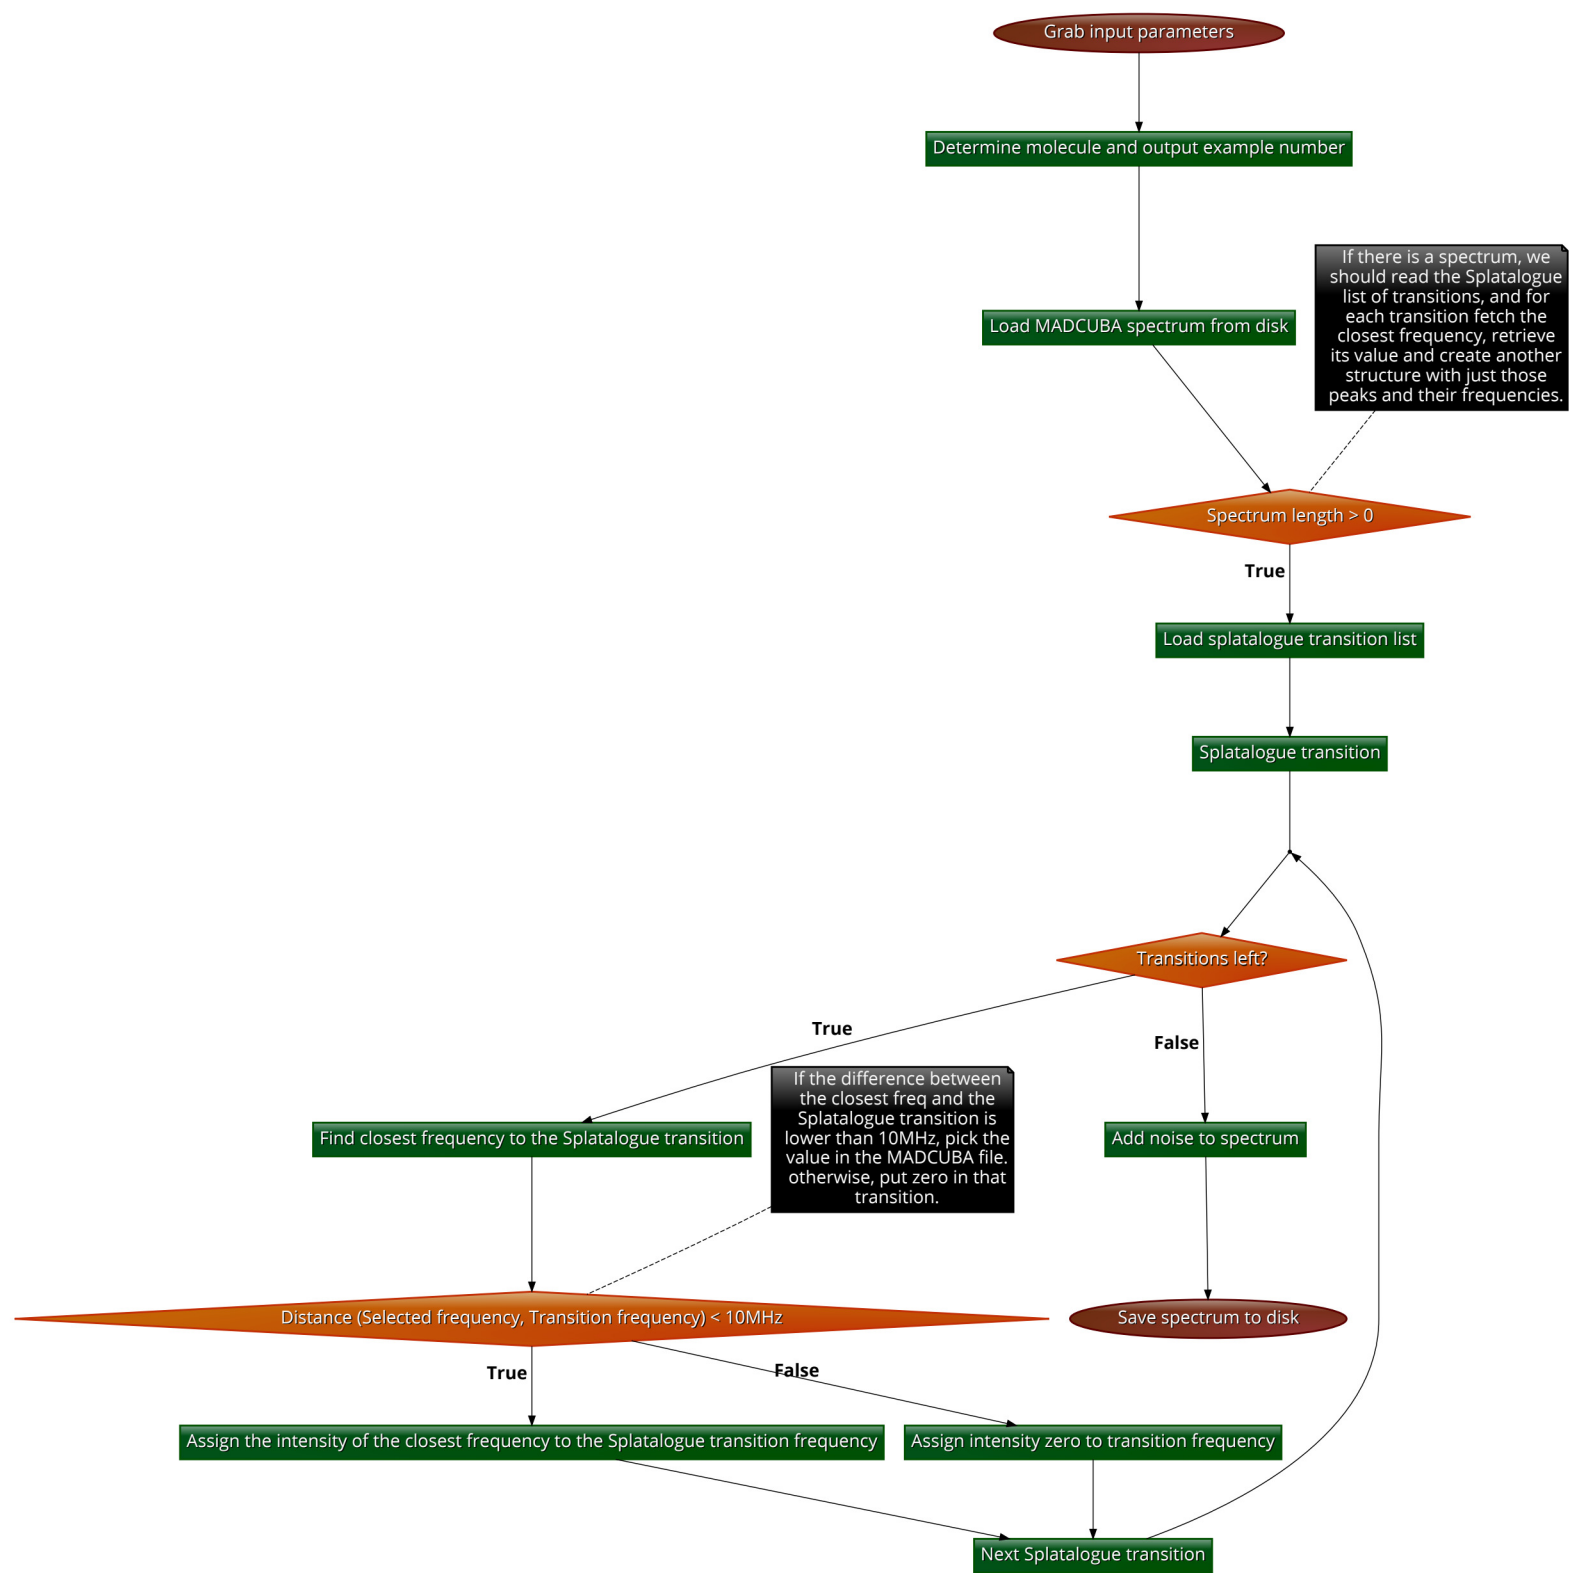 Grab input parameters
Determine molecule and output example number
If there is a spectrum, we
should read the Splatalogue
list of transitions, and for
each transition fetch the
closest frequency, retrieve
its value and create another
structure with just those
peaks and their frequencies.
Load MADCUBA spectrum from disk
Spectrum length > 0
True
Load splatalogue transition list
Splatalogue transition
Transitions left?
True
False
If the difference between
the closest freq and the
Splatalogue transition is
lower than 10MHz, pick the
value in the MADCUBA file.
otherwise, put zero in that
transition.
Find closest frequency to the Splatalogue transition
Add noise to spectrum
Distance (Selected frequency, Transition frequency) < 10MHz
Save spectrum to disk
True
False
Assign the intensity of the closest frequency to the Splatalogue transition frequency
Assign intensity zero to transition frequency
Next Splatalogue transition